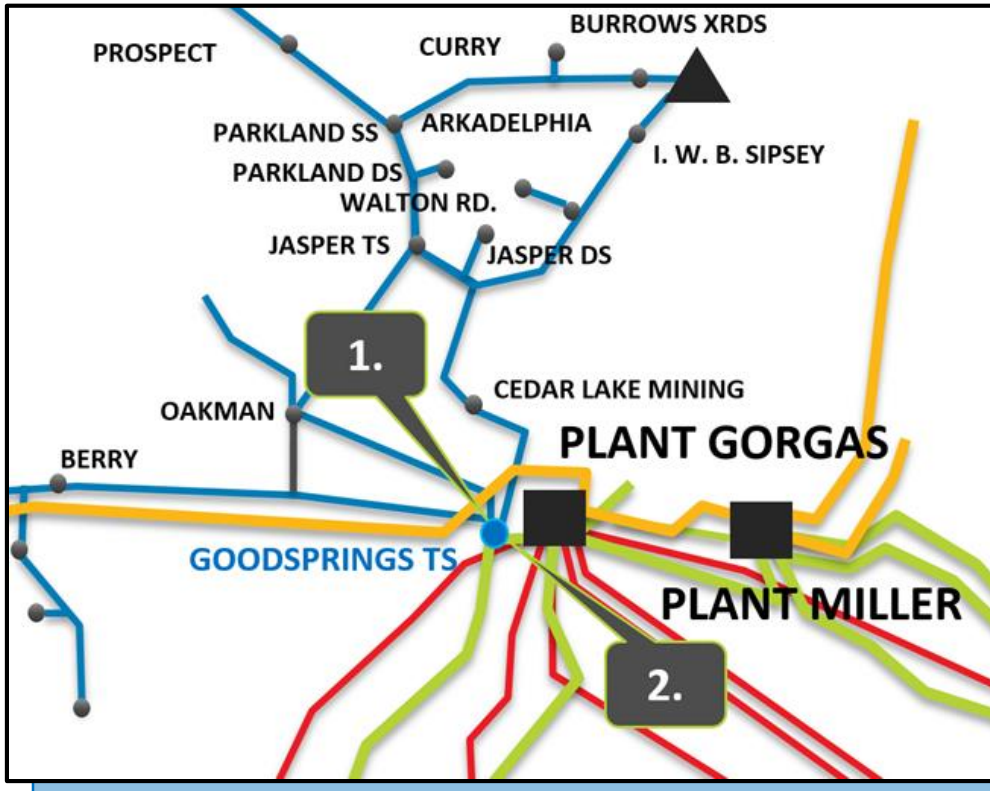 BURROWS XRDS
PROSPECT
CURRY
PARKLAND SS
ARKADELPHIA
I. W. B. SIPSEY
PARKLAND DS
WALTON RD.
JASPER TS
JASPER DS
1.
CEDAR LAKE MINING
OAKMAN
PLANT GORGAS
BERRY
GOODSPRINGS TS
PLANT MILLER
2.